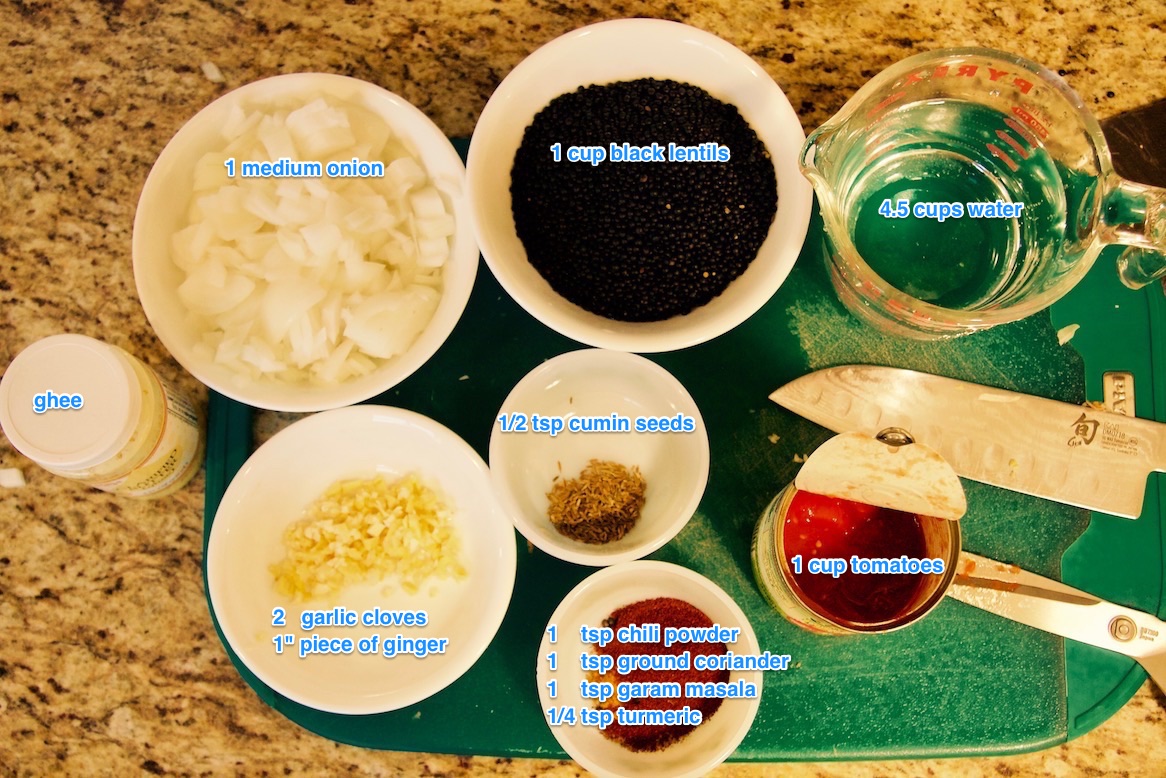 1 medium onion
1 cup black lentils
PYREX
4.5 cups water
ghee
1/2 tsp cumin seeds
旬
Shun
1 cup tomatoes
2 garlic cloves
1" piece of ginger
1 tsp chili powder
1 tsp ground coriander
1 tsp garam masala
1/4 tsp turmeric